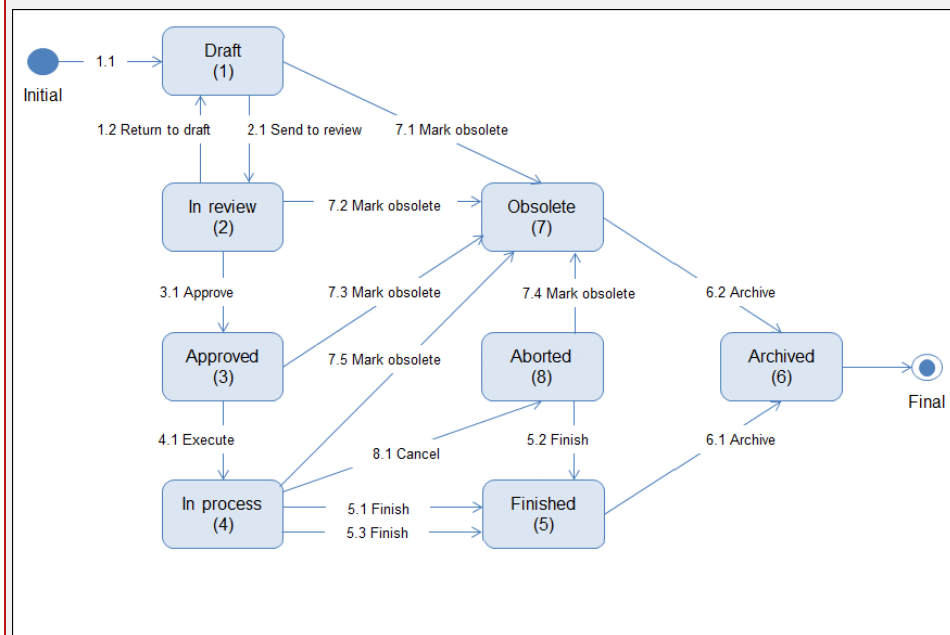 Draft
(1)
1.1
Initial
1.2 Return to draft
2.1 Send to review
7.1 Mark obsolete
In review
(2)
7.2 Mark obsolete
Obsolete
(7)
3.1 Approve
7.3 Mark obsolete
7.4 Mark obsolete
6.2 Archive
Approved
(3)
7.5 Mark obsolete
Aborted
(8)
Archived
(6)
Final
4.1 Execute
8.1 Cancel
5.2 Finish
6.1 Archive
In process
(4)
5.1 Finish
5.3 Finish
Finished
(5)